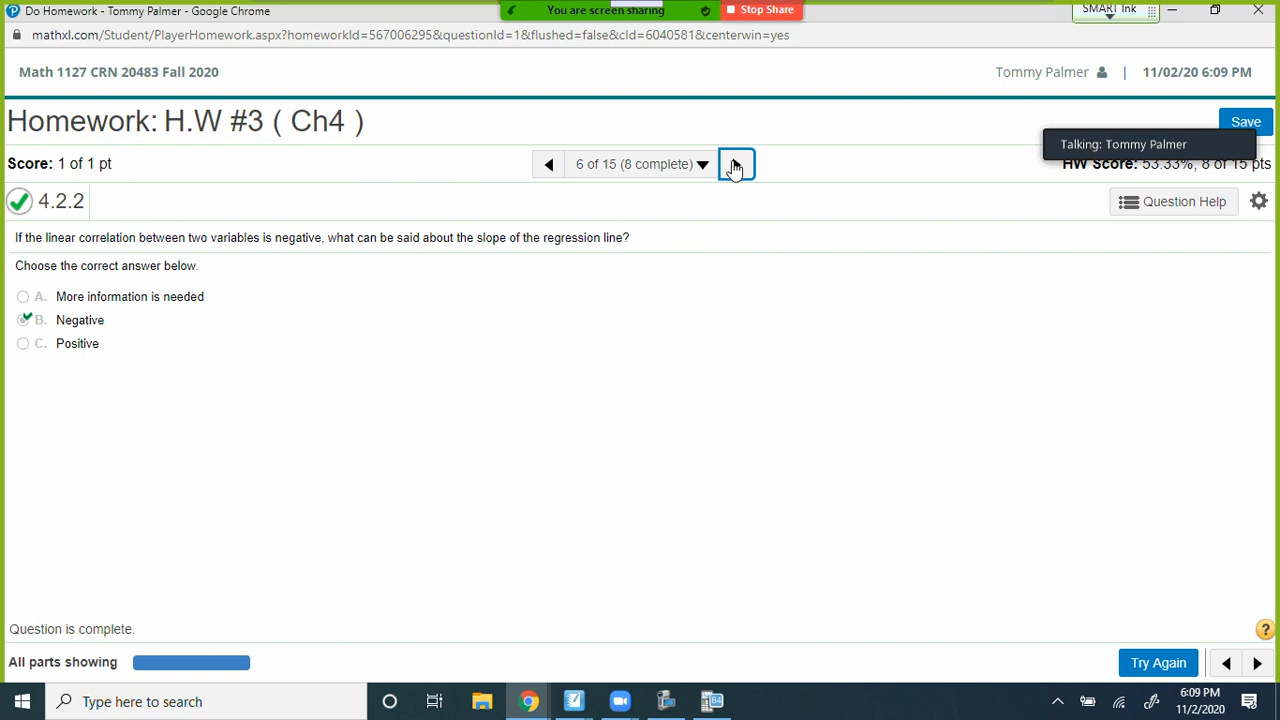 Do Homework - Tommy Palmer - Google Chrome
You are screen sharing
Stop Share
SMART Ink
mathxl.com/Student/PlayerHomework.aspx?homeworkId=567006295&questionId=1&flushed=false&cId=6040581&centerwin=yes
Math 1127 CRN 20483 Fall 2020
Tommy Palmer | 11/02/20 6:09 PM
Homework: H.W #3 ( Ch4 )
Save
Talking: Tommy Palmer
Score: 1 of 1 pt
6 of 15 (8 complete)
HW Score: 53.33%, 8 of 15 pts
4.2.2
Question Help
If the linear correlation between two variables is negative, what can be said about the slope of the regression line?
Choose the correct answer below.
A. More information is needed
B. Negative
C. Positive
Question is complete.
?
All parts showing
Try Again
Type here to search
6:09 PM
11/2/2020